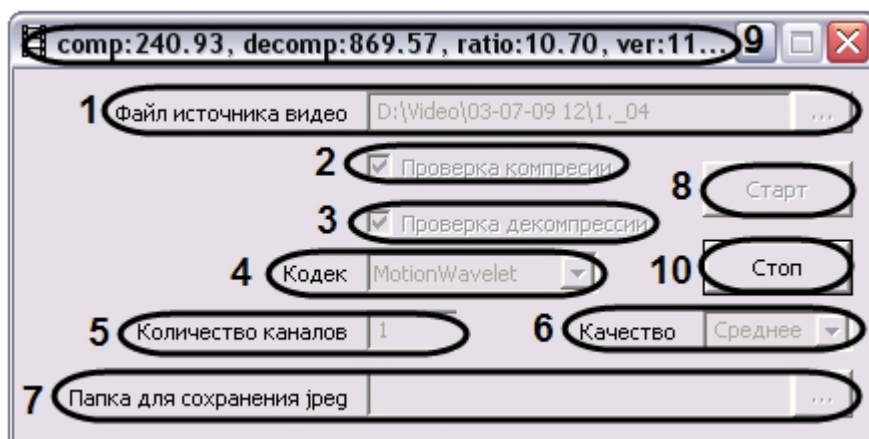 comp:240.93, decomp:869.57, ratio:10.70, ver:11... 9
1 Файл источника видео D:\Video\03-07-09 12\1._04 ...
2 Проверка компресии
8 Старт
3 Проверка декомпрессии
4 Кодек MotionWavelet
10 Стоп
5 Количество каналов 1
6 Качество Среднее
7 Папка для сохранения jpeg ...